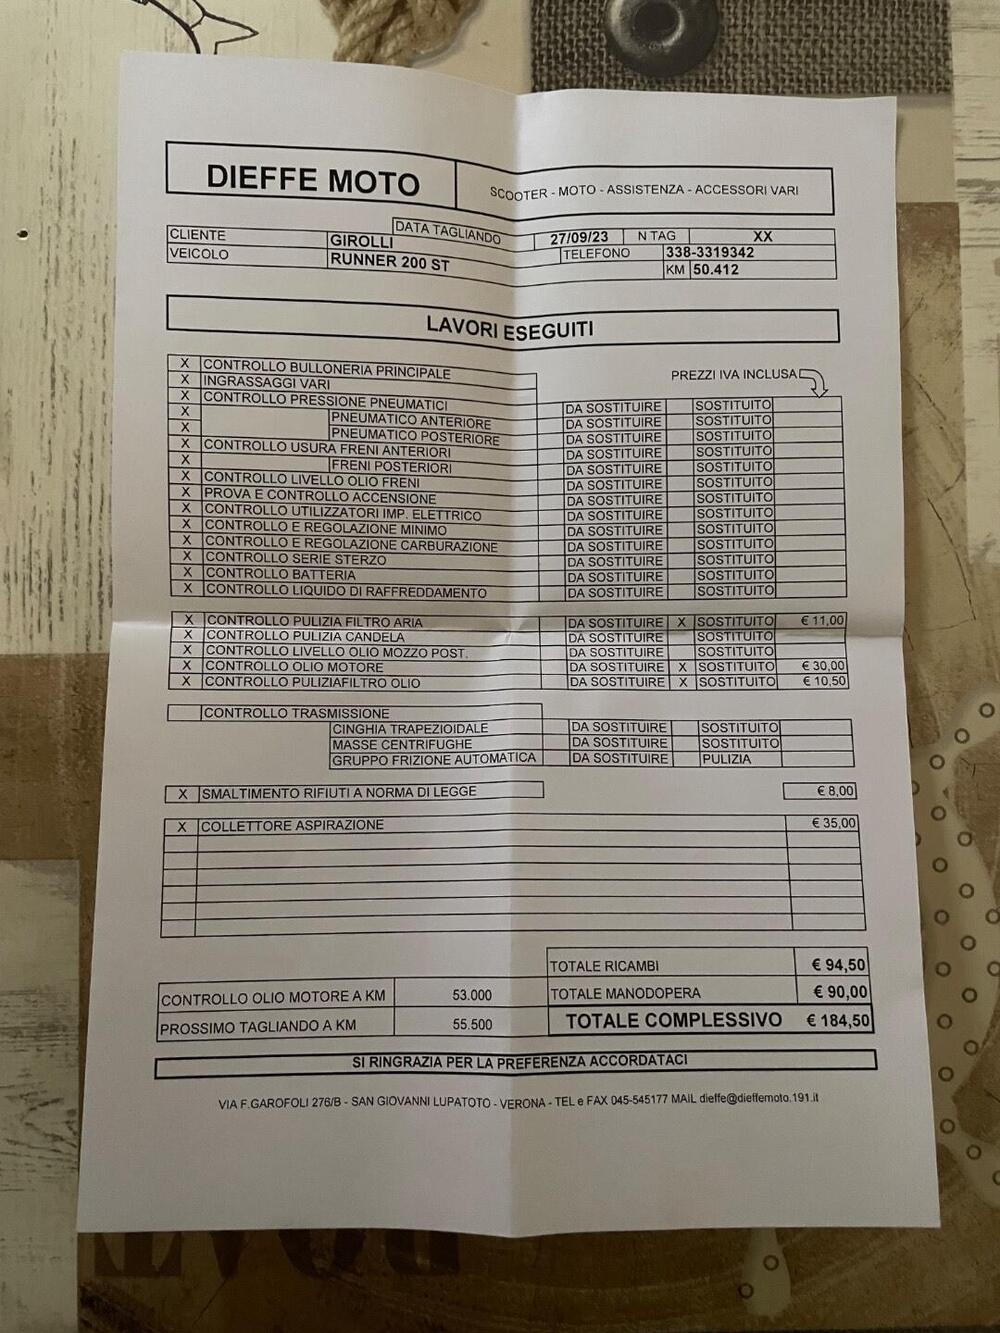 DIEFFE MOTO SCOOTER - MOTO - ASSISTENZA - ACCESSORI VARI
DATA TAGLIANDO 27/09/23 N TAG XX
CLIENTE GIROLLI TELEFONO 338-3319342
VEICOLO RUNNER 200 ST KM 50.412
LAVORI ESEGUITI
PREZZI IVA INCLUSA
X CONTROLLO BULLONERIA PRINCIPALE
X INGRASSAGGI VARI
X CONTROLLO PRESSIONE PNEUMATICI DA SOSTITUIRE SOSTITUITO
X PNEUMATICO ANTERIORE DA SOSTITUIRE SOSTITUITO
X PNEUMATICO POSTERIORE DA SOSTITUIRE SOSTITUITO
X CONTROLLO USURA FRENI ANTERIORI DA SOSTITUIRE SOSTITUITO
X FRENI POSTERIORI DA SOSTITUIRE SOSTITUITO
X CONTROLLO LIVELLO OLIO FRENI DA SOSTITUIRE SOSTITUITO
X PROVA E CONTROLLO ACCENSIONE DA SOSTITUIRE SOSTITUITO
X CONTROLLO UTILIZZATORI IMP. ELETTRICO DA SOSTITUIRE SOSTITUITO
X CONTROLLO E REGOLAZIONE MINIMO DA SOSTITUIRE SOSTITUITO
X CONTROLLO E REGOLAZIONE CARBURAZIONE DA SOSTITUIRE SOSTITUITO
X CONTROLLO SERIE STERZO DA SOSTITUIRE SOSTITUITO
X CONTROLLO BATTERIA DA SOSTITUIRE SOSTITUITO
X CONTROLLO LIQUIDO DI RAFFREDDAMENTO DA SOSTITUIRE SOSTITUITO
X CONTROLLO PULIZIA FILTRO ARIA DA SOSTITUIRE X SOSTITUITO € 11,00
X CONTROLLO PULIZIA CANDELA DA SOSTITUIRE SOSTITUITO
X CONTROLLO LIVELLO OLIO MOZZO POST. DA SOSTITUIRE SOSTITUITO
X CONTROLLO OLIO MOTORE DA SOSTITUIRE X SOSTITUITO € 30,00
X CONTROLLO PULIZIAFILTRO OLIO DA SOSTITUIRE X SOSTITUITO € 10,50
CONTROLLO TRASMISSIONE
CINGHIA TRAPEZIOIDALE DA SOSTITUIRE SOSTITUITO
MASSE CENTRIFUGHE DA SOSTITUIRE SOSTITUITO
GRUPPO FRIZIONE AUTOMATICA DA SOSTITUIRE PULIZIA
X SMALTIMENTO RIFIUTI A NORMA DI LEGGE € 8,00
X COLLETTORE ASPIRAZIONE € 35,00
TOTALE RICAMBI € 94,50
CONTROLLO OLIO MOTORE A KM 53.000 TOTALE MANODOPERA € 90,00
PROSSIMO TAGLIANDO A KM 55.500 TOTALE COMPLESSIVO € 184,50
SI RINGRAZIA PER LA PREFERENZA ACCORDATACI
VIA F.GAROFOLI 276/B - SAN GIOVANNI LUPATOTO - VERONA - TEL e FAX 045-545177 MAIL dieffe@dieffemoto.191.it